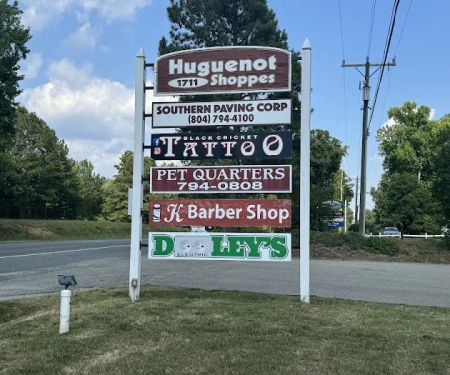 Huguenot
1711 Shoppes
SOUTHERN PAVING CORP
(804) 794-4100
BLACK CRICKET
TATTOO
PET QUARTERS
794-0808
K Barber Shop
DOOLEY'S
ELECTRIC